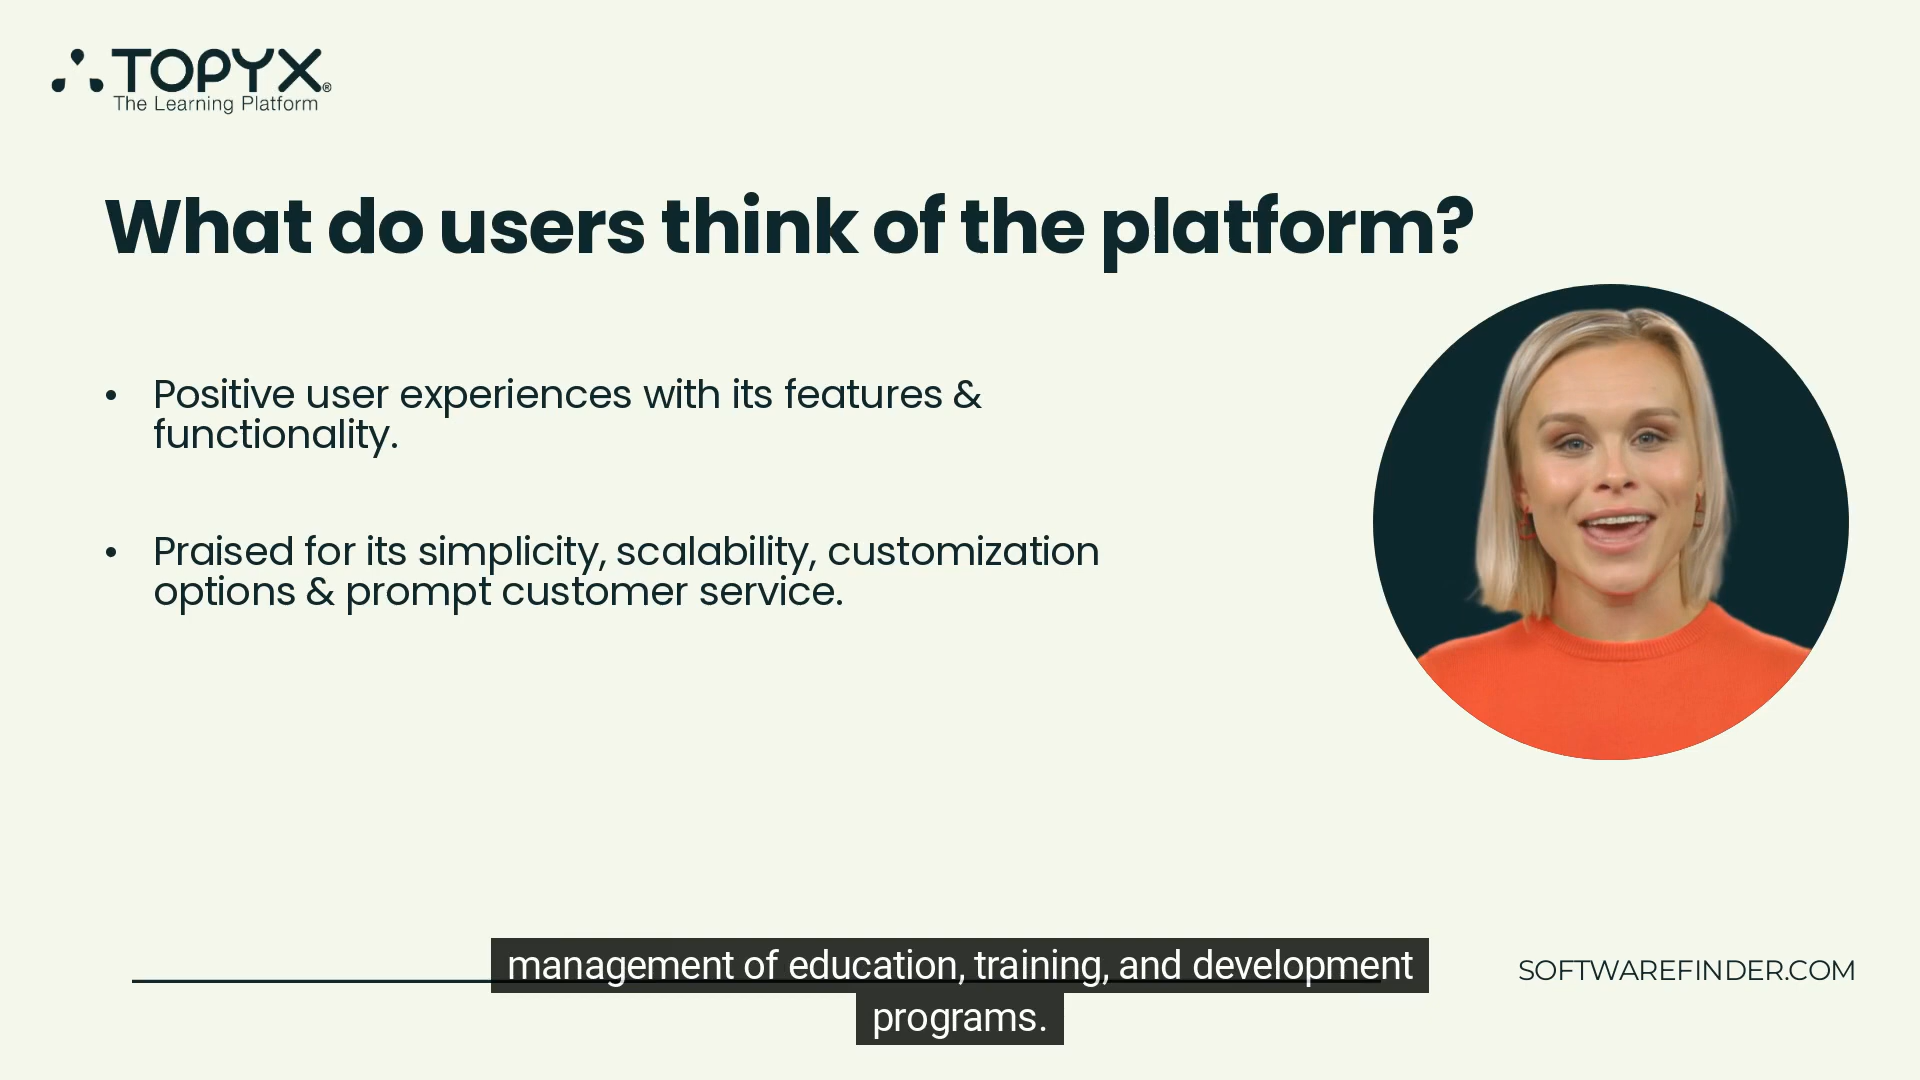 TOPYX®
The Learning Platform
What do users think of the platform?
• Positive user experiences with its features &
functionality.
• Praised for its simplicity, scalability, customization
options & prompt customer service.
management of education, training, and development
programs.
SOFTWAREFINDER.COM